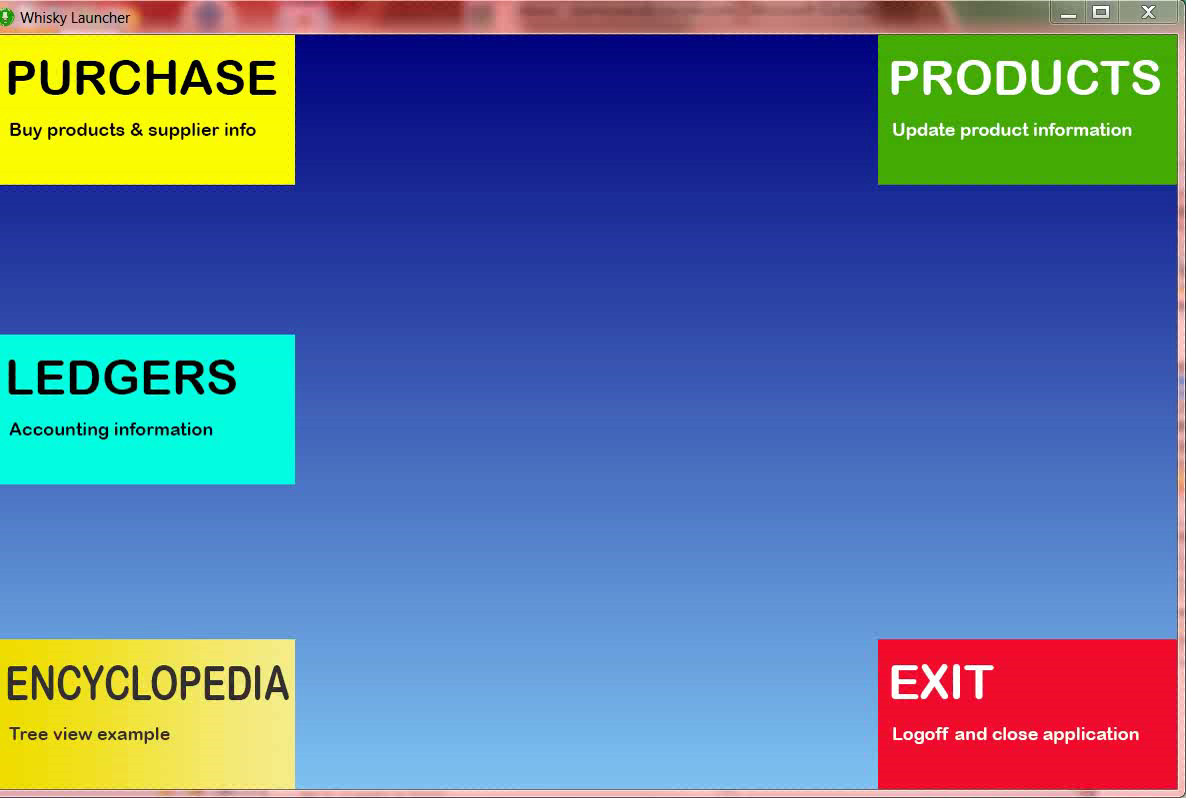 Whisky Launcher
PURCHASE
Buy products & supplier info
PRODUCTS
Update product information
LEDGERS
Accounting information
ENCYCLOPEDIA
Tree view example
EXIT
Logoff and close application